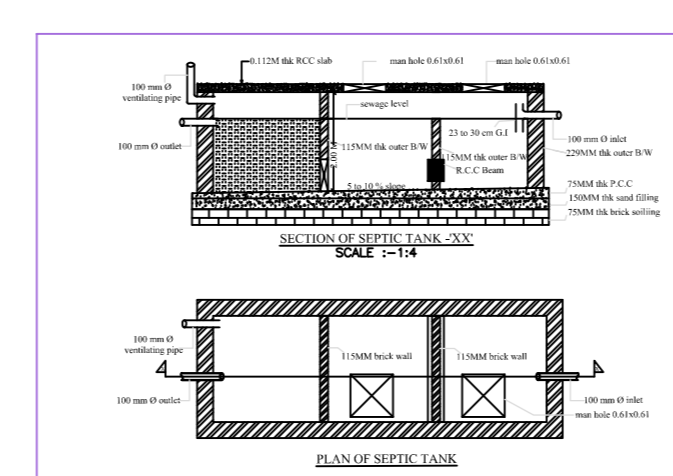 0.112M thk RCC slab
man hole 0.61x0.61
man hole 0.61x0.61
100 mm Ø
ventilating pipe
sewage level
23 to 30 cm G.I
100 mm Ø outlet
100 mm Ø inlet
2.00 M
115MM thk outer B/W
115MM thk outer B/W
229MM thk outer B/W
R.C.C Beam
5 to 10 % slope
75MM thk P.C.C
150MM thk sand filling
75MM thk brick soiling
SECTION OF SEPTIC TANK -'XX'
SCALE :-1:4
100 mm Ø
ventilating pipe
115MM brick wall
115MM brick wall
100 mm Ø outlet
100 mm Ø inlet
man hole 0.61x0.61
PLAN OF SEPTIC TANK